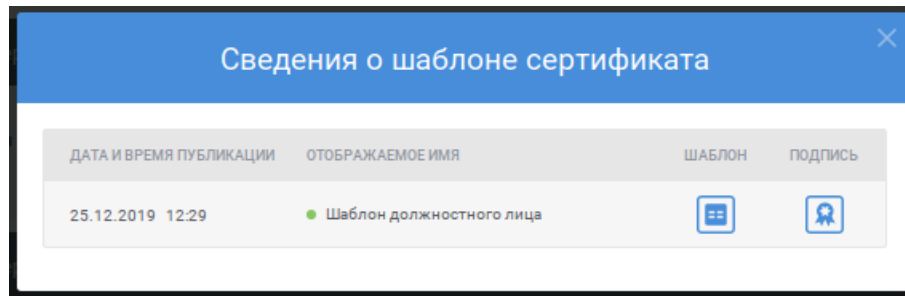 Сведения о шаблоне сертификата
ДАТА И ВРЕМЯ ПУБЛИКАЦИИ ОТОБРАЖАЕМОЕ ИМЯ ШАБЛОН ПОДПИСЬ
25.12.2019 12:29 Шаблон должностного лица